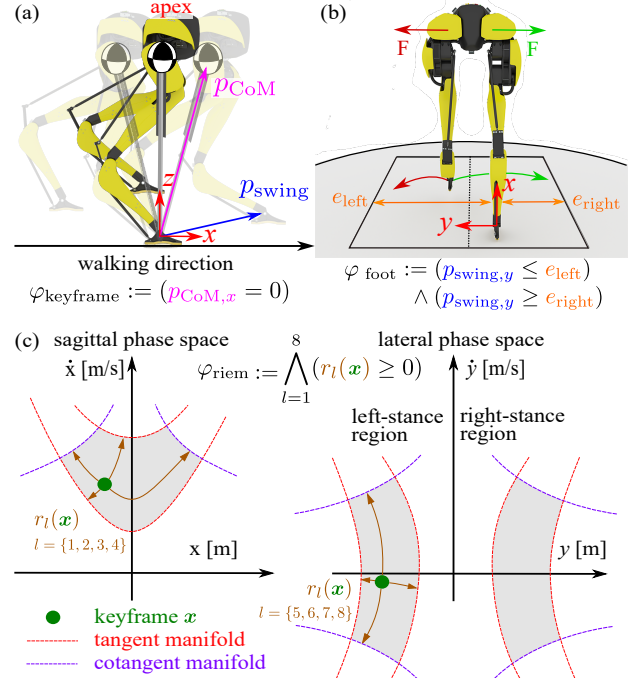 (a)
apex
p_CoM
z
p_swing
x
walking direction
φ_keyframe := (p_CoM,x = 0)
(b)
F
F
e_left
x
e_right
y
φ_foot := (p_swing,y ≤ e_left)
∧ (p_swing,y ≥ e_right)
(c)
sagittal phase space
lateral phase space
ẋ [m/s]
φ_riem := ⋀_{l=1}^{8} (r_l(x) ≥ 0)
ẏ [m/s]
left-stance
region
right-stance
region
r_l(x)
l = {1,2,3,4}
x [m]
y [m]
r_l(x)
l = {5,6,7,8}
keyframe x
tangent manifold
cotangent manifold